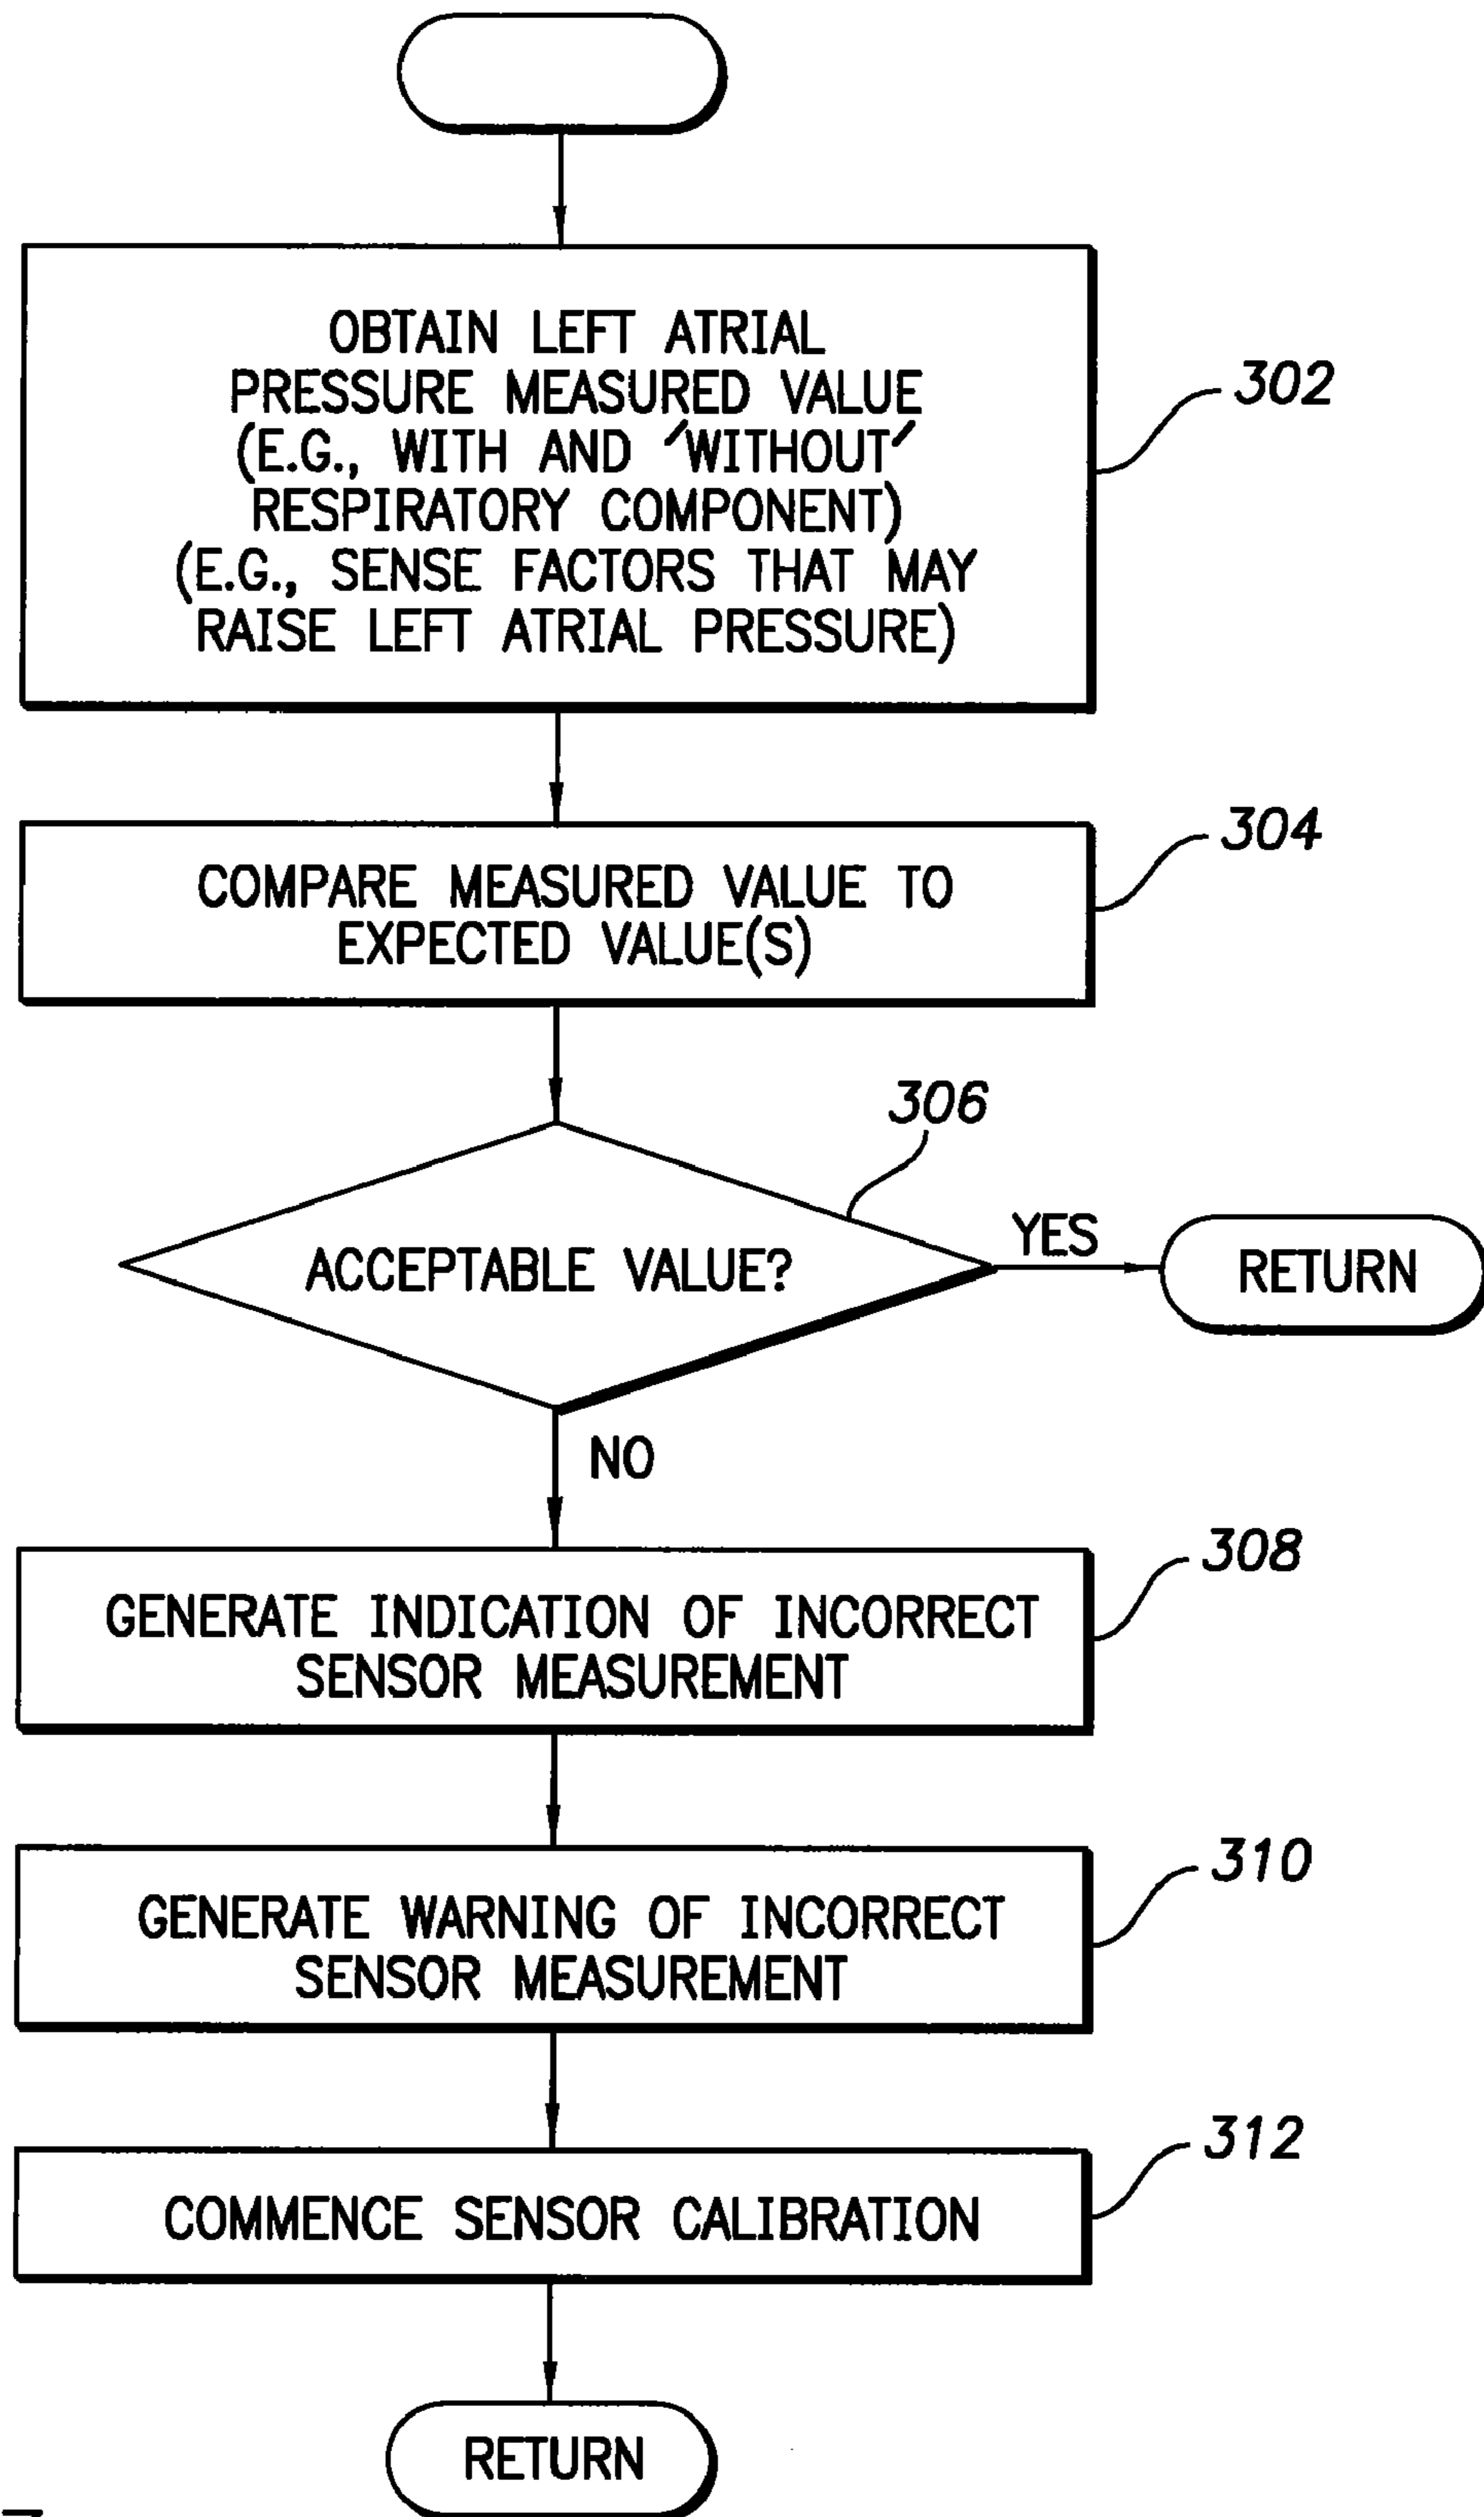 OBTAIN LEFT ATRIAL
PRESSURE MEASURED VALUE
(E.G., WITH AND 'WITHOUT'
RESPIRATORY COMPONENT)
(E.G., SENSE FACTORS THAT MAY
RAISE LEFT ATRIAL PRESSURE)
302
COMPARE MEASURED VALUE TO
EXPECTED VALUE(S)
304
306
ACCEPTABLE VALUE?
YES
RETURN
NO
GENERATE INDICATION OF INCORRECT
SENSOR MEASUREMENT
308
GENERATE WARNING OF INCORRECT
SENSOR MEASUREMENT
310
COMMENCE SENSOR CALIBRATION
312
RETURN